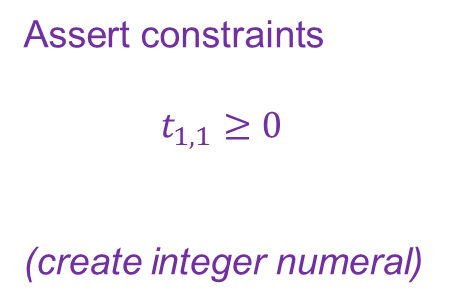 Assert constraints
t₁,₁ ≥ 0
(create integer numeral)